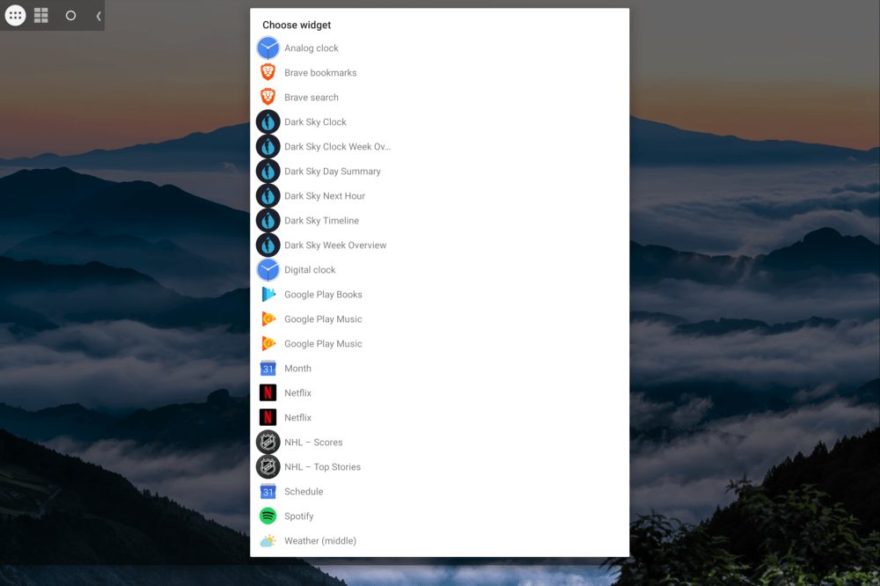 Choose widget
Analog clock
Brave bookmarks
Brave search
Dark Sky Clock
Dark Sky Clock Week Ov...
Dark Sky Day Summary
Dark Sky Next Hour
Dark Sky Timeline
Dark Sky Week Overview
Digital clock
Google Play Books
Google Play Music
Google Play Music
31 Month
Netflix
Netflix
NHL – Scores
NHL – Top Stories
31 Schedule
Spotify
Weather (middle)